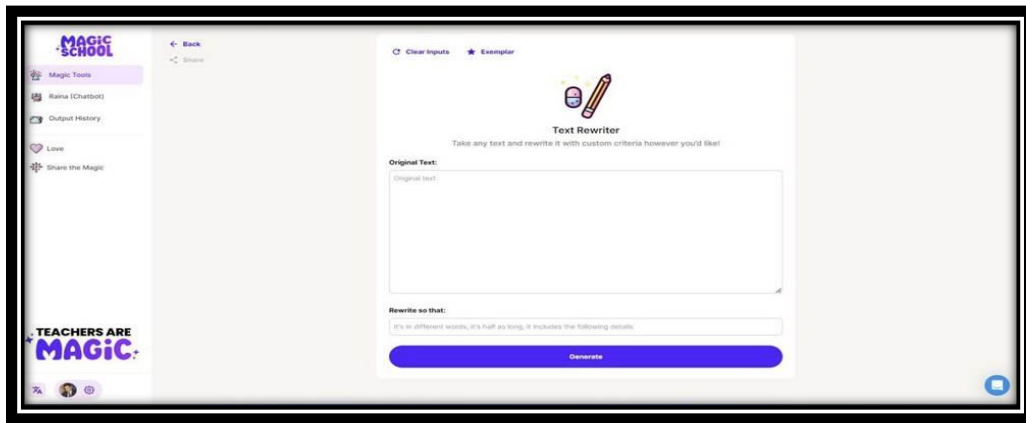 MAGiC
SCHOOL
Magic Tools
Raina (Chatbot)
Output History
Love
Share the Magic
TEACHERS ARE
MAGiC
← Back
Share
Clear Inputs ★ Exemplar
Text Rewriter
Take any text and rewrite it with custom criteria however you'd like!
Original Text:
Original text
Rewrite so that:
It's in different words, it's half as long, it includes the following details
Generate